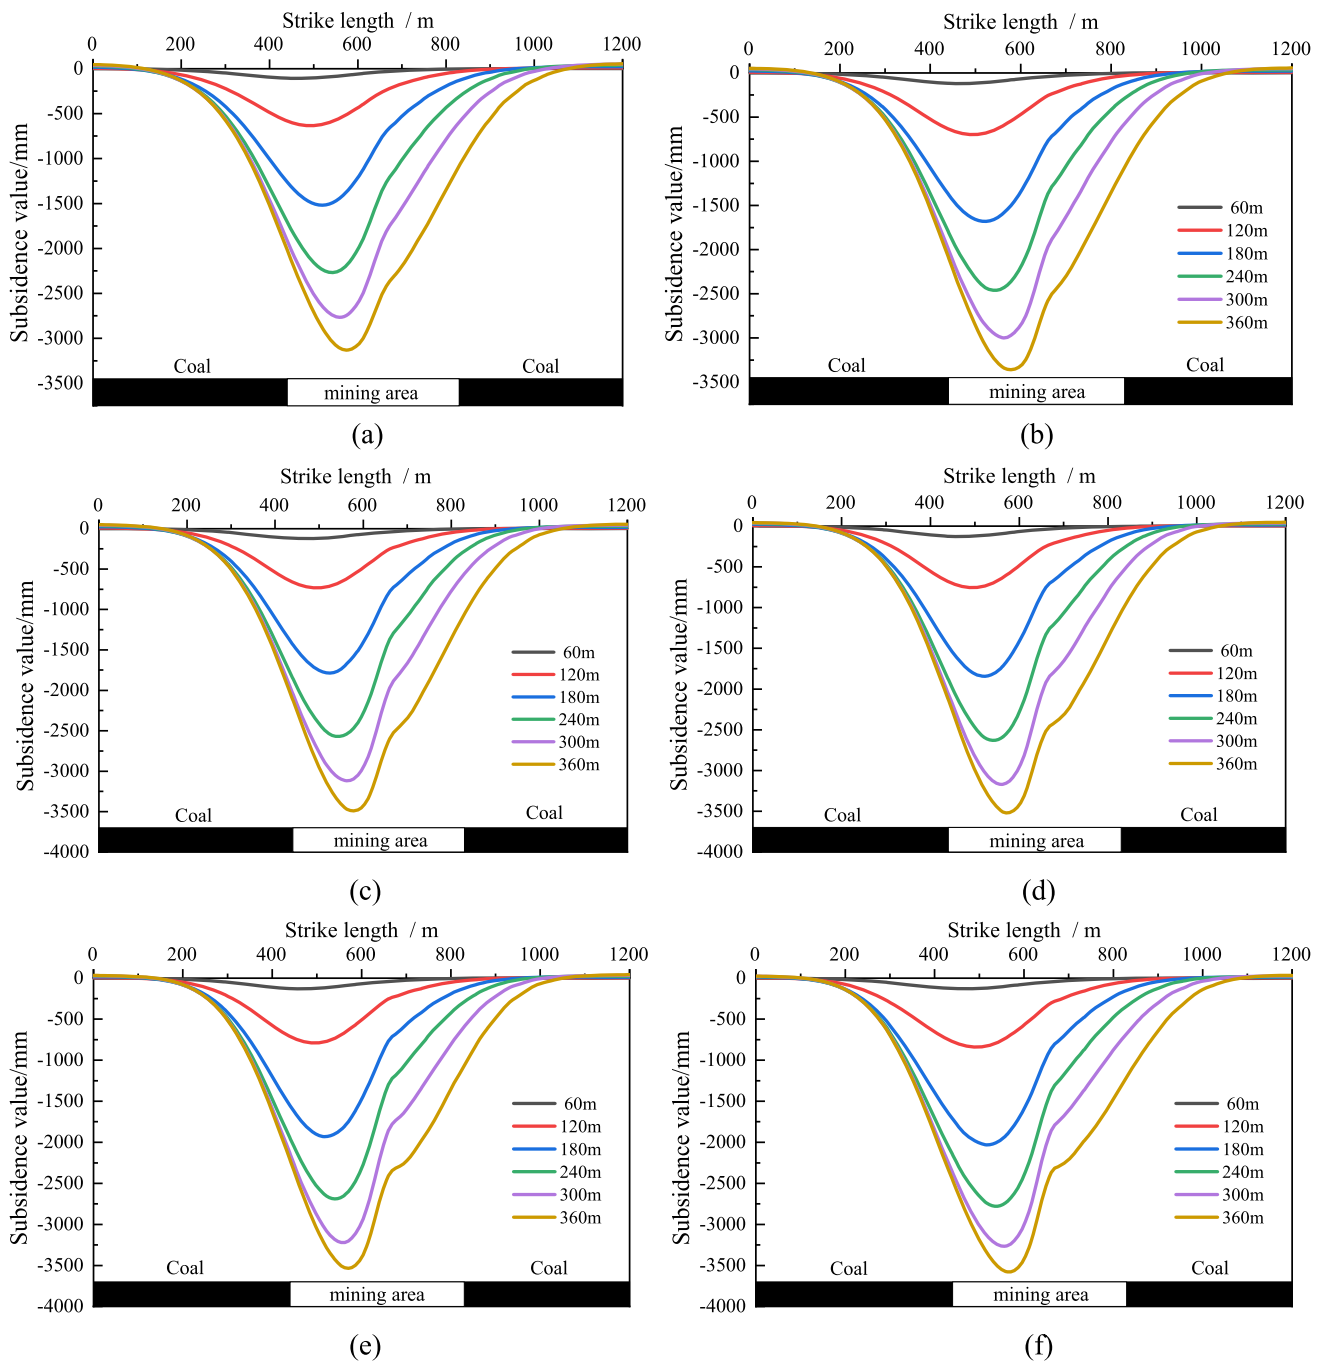 Strike length / m
0 200 400 600 800 1000 1200
Subsidence value/mm
0
-500
-1000
-1500
-2000
-2500
-3000
-3500
Coal
Coal
mining area
(a)
Strike length / m
0 200 400 600 800 1000 1200
Subsidence value/mm
0
-500
-1000
-1500
-2000
-2500
-3000
-3500
60m
120m
180m
240m
300m
360m
Coal
Coal
mining area
(b)
Strike length / m
0 200 400 600 800 1000 1200
Subsidence value/mm
0
-500
-1000
-1500
-2000
-2500
-3000
-3500
-4000
60m
120m
180m
240m
300m
360m
Coal
Coal
mining area
(c)
Strike length / m
0 200 400 600 800 1000 1200
Subsidence value/mm
0
-500
-1000
-1500
-2000
-2500
-3000
-3500
-4000
60m
120m
180m
240m
300m
360m
Coal
Coal
mining area
(d)
Strike length / m
0 200 400 600 800 1000 1200
Subsidence value/mm
0
-500
-1000
-1500
-2000
-2500
-3000
-3500
-4000
60m
120m
180m
240m
300m
360m
Coal
Coal
mining area
(e)
Strike length / m
0 200 400 600 800 1000 1200
Subsidence value/mm
0
-500
-1000
-1500
-2000
-2500
-3000
-3500
-4000
60m
120m
180m
240m
300m
360m
Coal
Coal
mining area
(f)